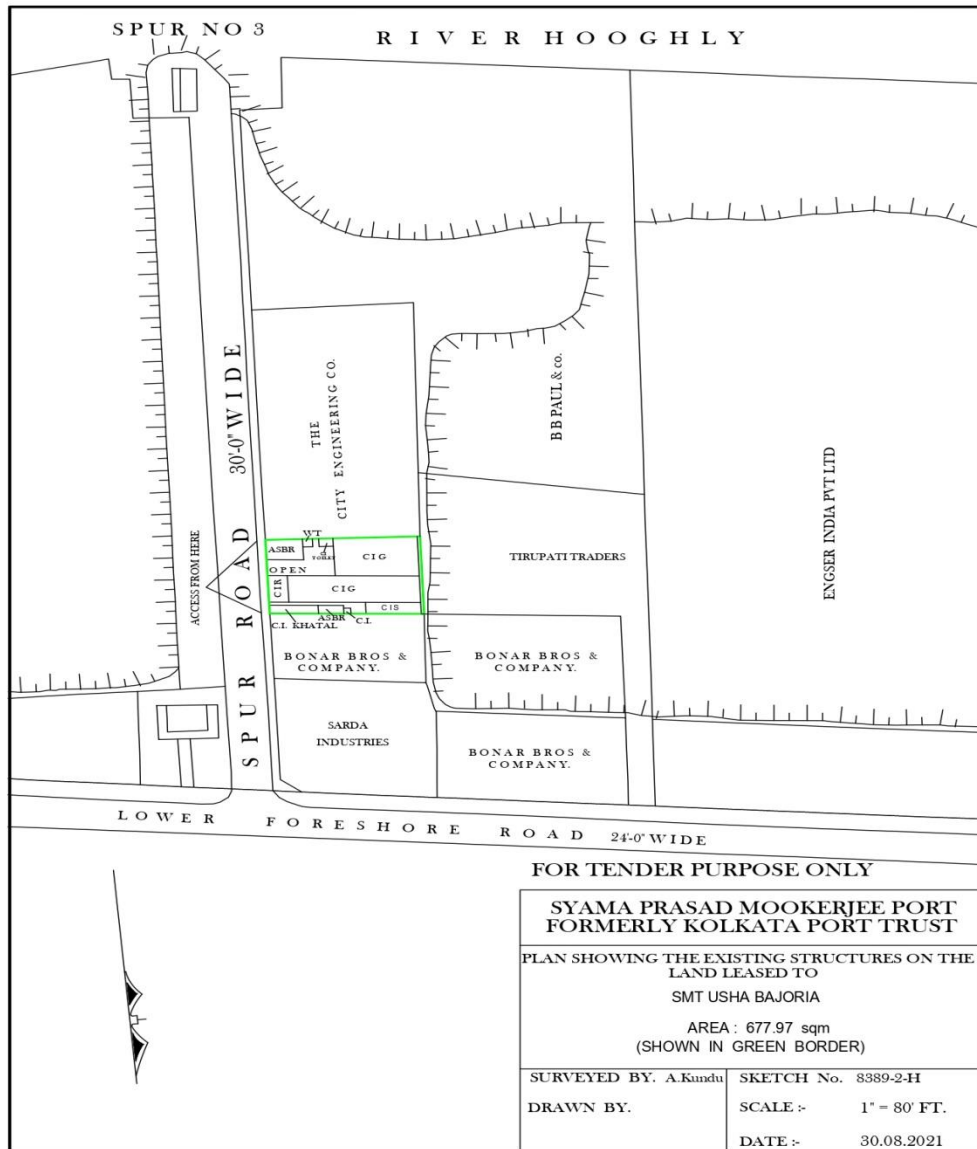 SPUR NO 3
RIVER HOOGHLY
SPUR ROAD 30'-0" WIDE
THE
CITY ENGINEERING CO.
B B PAUL & co.
ENGSER INDIA PVT LTD
ACCESS FROM HERE
WT
ASBR
TOILET
CIG
OPEN
TIRUPATI TRADERS
CIR
CIG
CIS
ASBR
C.I.
C.I. KHATAL
BONAR BROS &
COMPANY.
BONAR BROS &
COMPANY.
SARDA
INDUSTRIES
BONAR BROS &
COMPANY.
LOWER FORESHORE ROAD 24'-0" WIDE
FOR TENDER PURPOSE ONLY
SYAMA PRASAD MOOKERJEE PORT
FORMERLY KOLKATA PORT TRUST
PLAN SHOWING THE EXISTING STRUCTURES ON THE
LAND LEASED TO
SMT USHA BAJORIA
AREA : 677.97 sqm
(SHOWN IN GREEN BORDER)
SURVEYED BY. A.Kundu
DRAWN BY.
SKETCH No. 8389-2-H
SCALE :- 1" = 80' FT.
DATE :- 30.08.2021